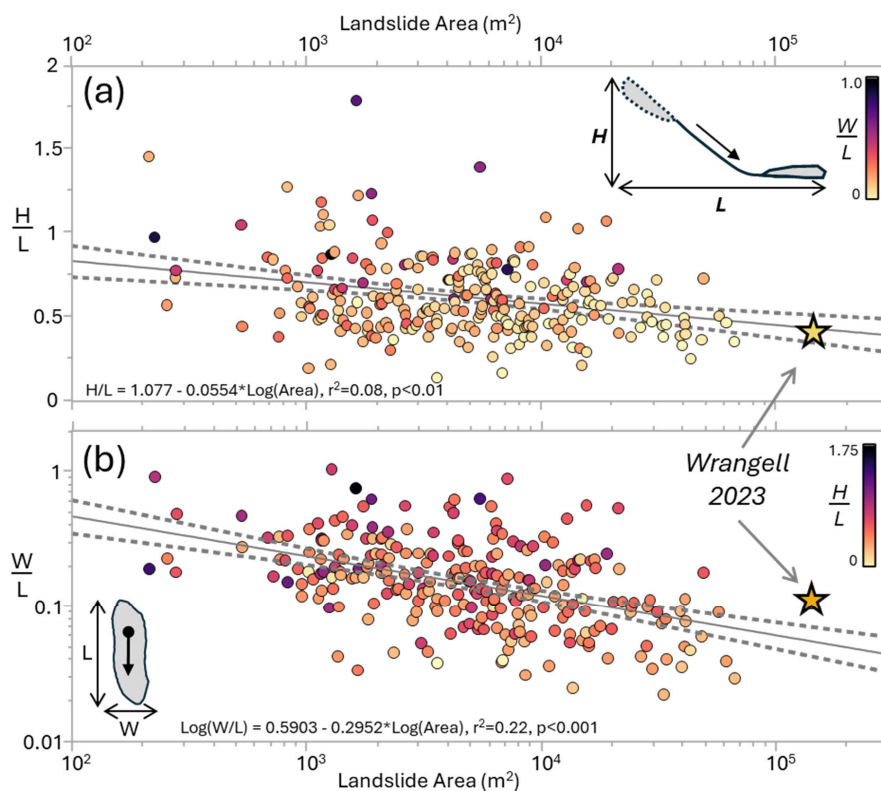 Landslide Area (m²)
10² 10³ 10⁴ 10⁵
2
(a)
1.0
W
L
0
H
L
1.5
H
L
1
0.5
0
H/L = 1.077 - 0.0554*Log(Area), r²=0.08, p<0.01
(b)
1
Wrangell
2023
1.75
H
L
0
W
L
0.1
L
W
Log(W/L) = 0.5903 - 0.2952*Log(Area), r²=0.22, p<0.001
0.01
10² 10³ 10⁴ 10⁵
Landslide Area (m²)